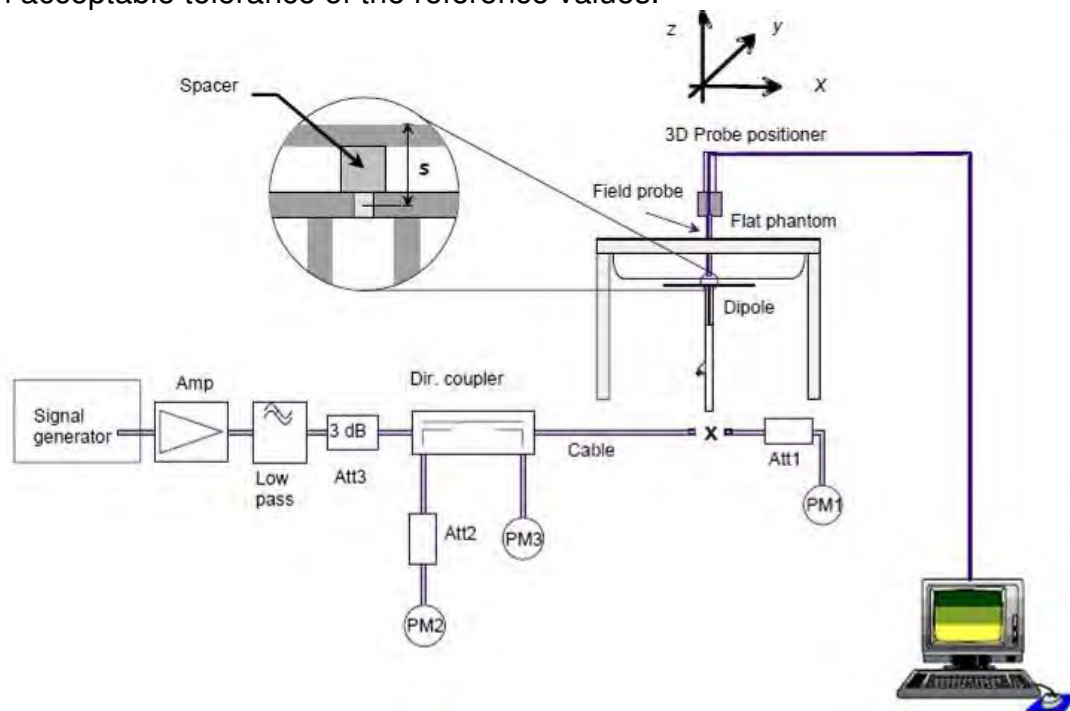 acceptable tolerance of the reference values.
z
y
X
Spacer
s
3D Probe positioner
Field probe
Flat phantom
Dipole
Signal
generator
Amp
Low
pass
3 dB
Att3
Dir. coupler
Cable
X
Att1
PM1
Att2
PM3
PM2